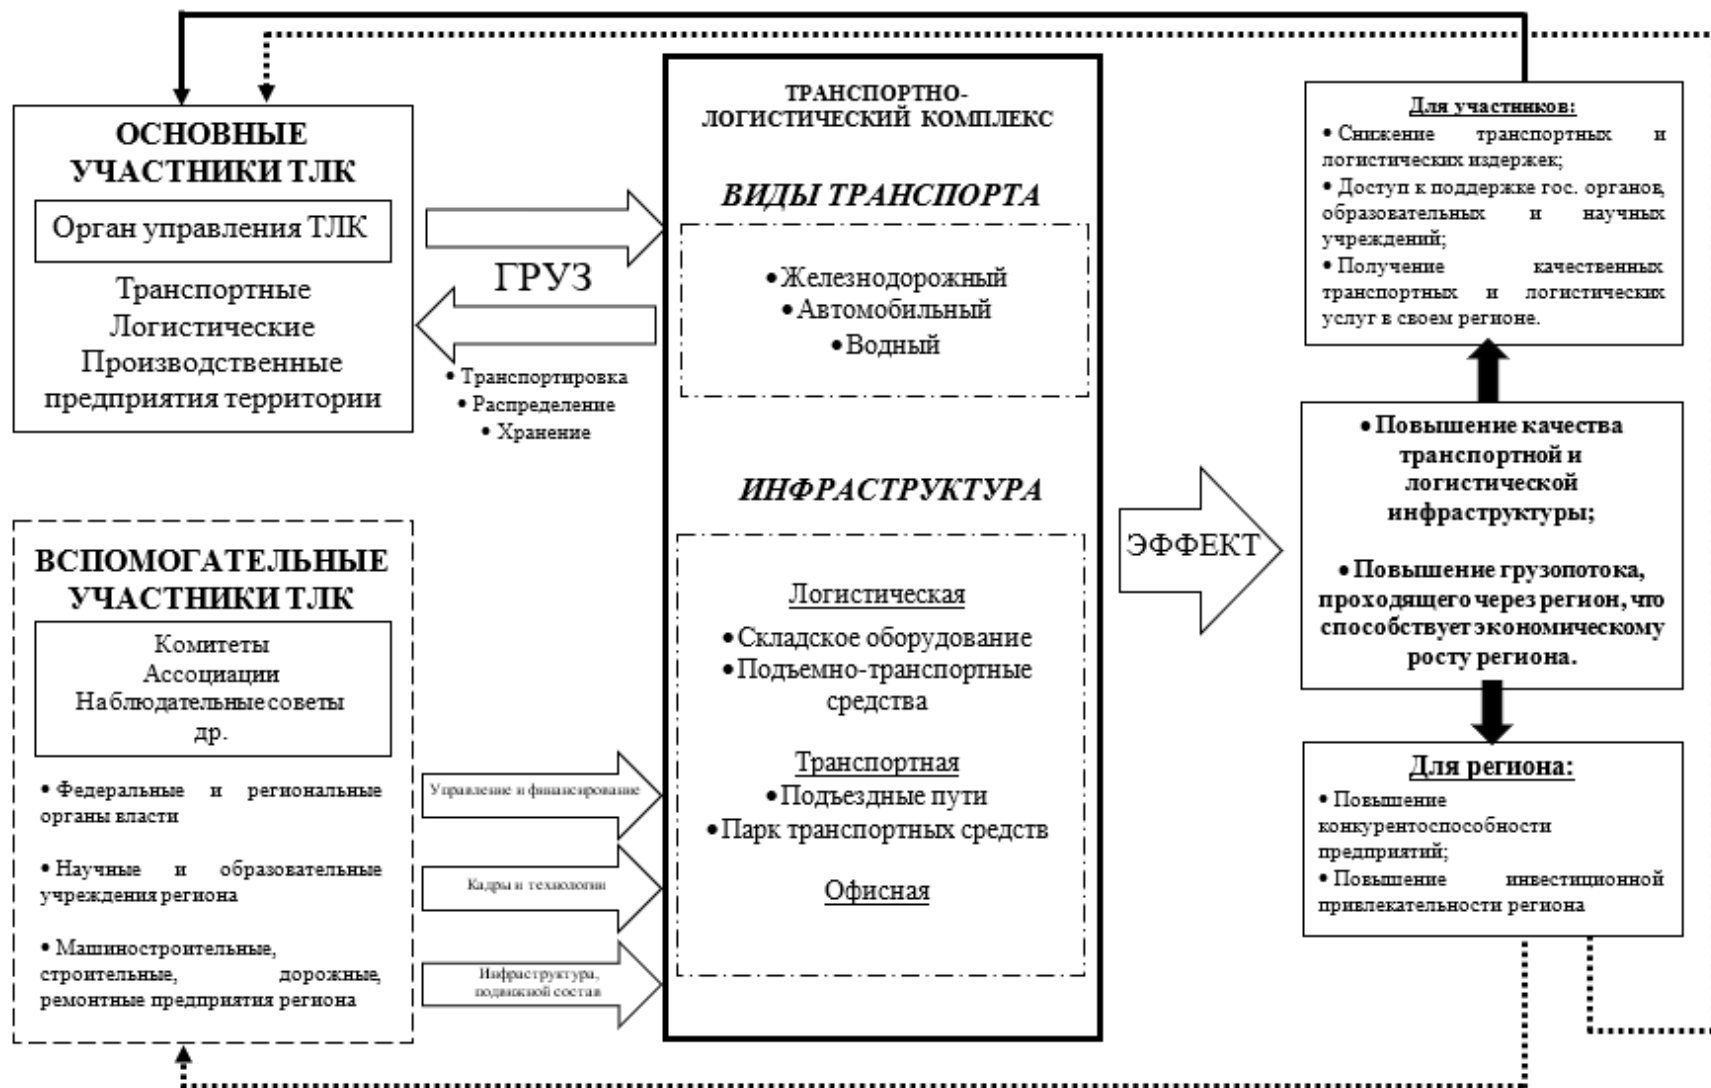 ОСНОВНЫЕ
УЧАСТНИКИ ТЛК
Орган управления ТЛК
Транспортные
Логистические
Производственные
предприятия территории
ГРУЗ
• Транспортировка
• Распределение
• Хранение
ВСПОМОГАТЕЛЬНЫЕ
УЧАСТНИКИ ТЛК
Комитеты
Ассоциации
Наблюдательные советы
др.
• Федеральные и региональные
органы власти
• Научные и образовательные
учреждения региона
• Машиностроительные,
строительные, дорожные,
ремонтные предприятия региона
Управление и финансирование
Кадры и технологии
Инфраструктура,
подвижной состав
ТРАНСПОРТНО-
ЛОГИСТИЧЕСКИЙ КОМПЛЕКС
ВИДЫ ТРАНСПОРТА
• Железнодорожный
• Автомобильный
• Водный
ИНФРАСТРУКТУРА
Логистическая
• Складское оборудование
• Подъемно-транспортные
средства
Транспортная
• Подъездные пути
• Парк транспортных средств
Офисная
ЭФФЕКТ
Для участников:
• Снижение транспортных и
логистических издержек;
• Доступ к поддержке гос. органов,
образовательных и научных
учреждений;
• Получение качественных
транспортных и логистических
услуг в своем регионе.
• Повышение качества
транспортной и
логистической
инфраструктуры;
• Повышение грузопотока,
проходящего через регион, что
способствует экономическому
росту региона.
Для региона:
• Повышение
конкурентоспособности
предприятий;
• Повышение инвестиционной
привлекательности региона